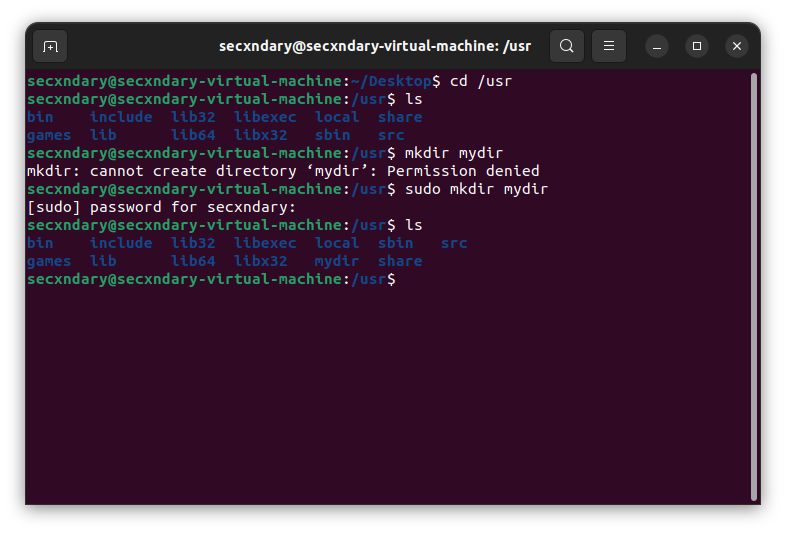 secxndary@secxndary-virtual-machine: /usr
secxndary@secxndary-virtual-machine:~/Desktop$ cd /usr
secxndary@secxndary-virtual-machine:/usr$ ls
bin    include  lib32  libexec  local  share
games  lib      lib64  libx32   sbin   src
secxndary@secxndary-virtual-machine:/usr$ mkdir mydir
mkdir: cannot create directory ‘mydir’: Permission denied
secxndary@secxndary-virtual-machine:/usr$ sudo mkdir mydir
[sudo] password for secxndary:
secxndary@secxndary-virtual-machine:/usr$ ls
bin    include  lib32  libexec  local  sbin   src
games  lib      lib64  libx32   mydir  share
secxndary@secxndary-virtual-machine:/usr$